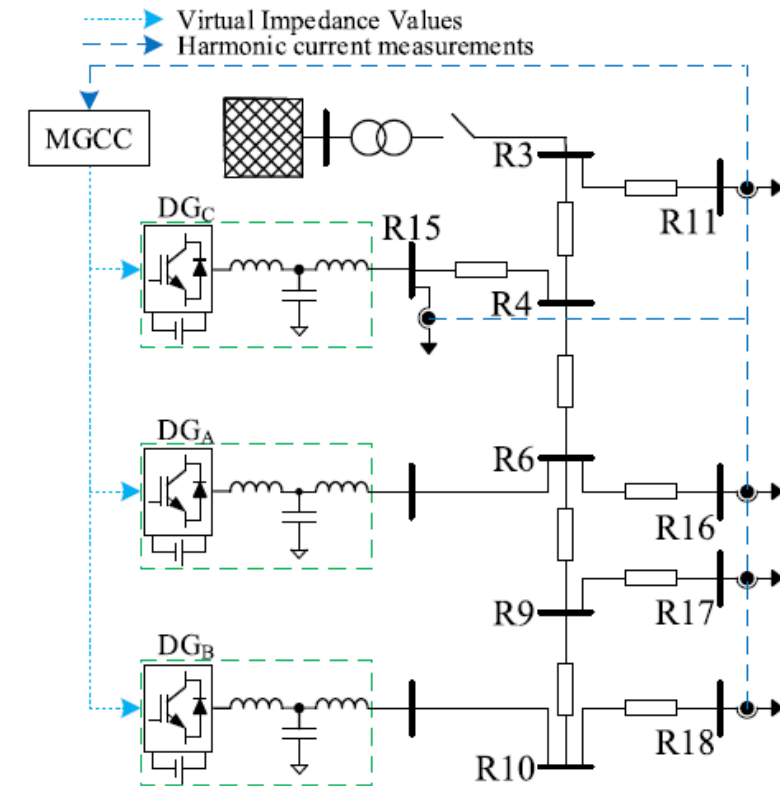 Virtual Impedance Values
Harmonic current measurements
MGCC
R3
R11
DGC
R15
R4
DGA
R6
R16
R17
R9
DGB
R18
R10